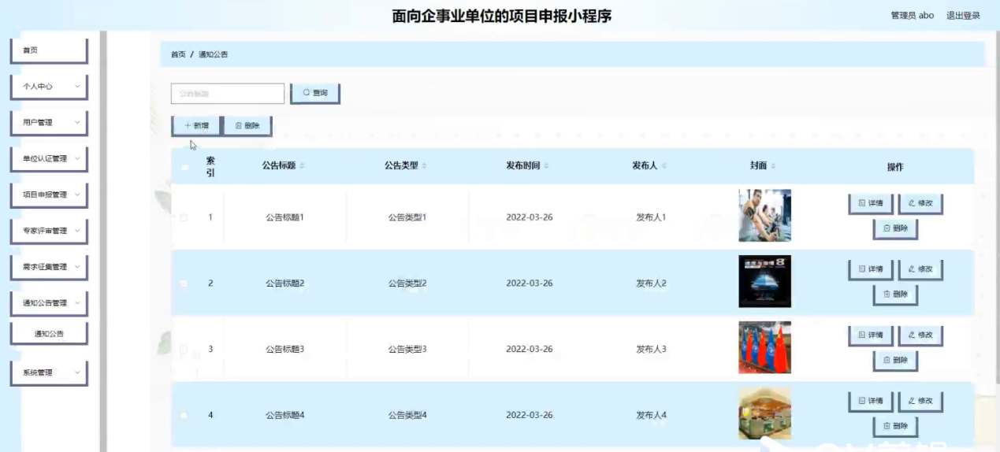 面向企事业单位的项目申报小程序
管理员 abo 退出登录
首页
个人中心
用户管理
单位认证管理
项目申报管理
专家评审管理
需求征集管理
通知公告管理
通知公告
系统管理
首页 / 通知公告
公告标题
查询
新增 删除
索引 公告标题 公告类型 发布时间 发布人 封面 操作
1 公告标题1 公告类型1 2022-03-26 发布人1 详情 修改
删除
2 公告标题2 公告类型2 2022-03-26 发布人2 详情 修改
删除
3 公告标题3 公告类型3 2022-03-26 发布人3 详情 修改
删除
4 公告标题4 公告类型4 2022-03-26 发布人4 详情 修改
删除